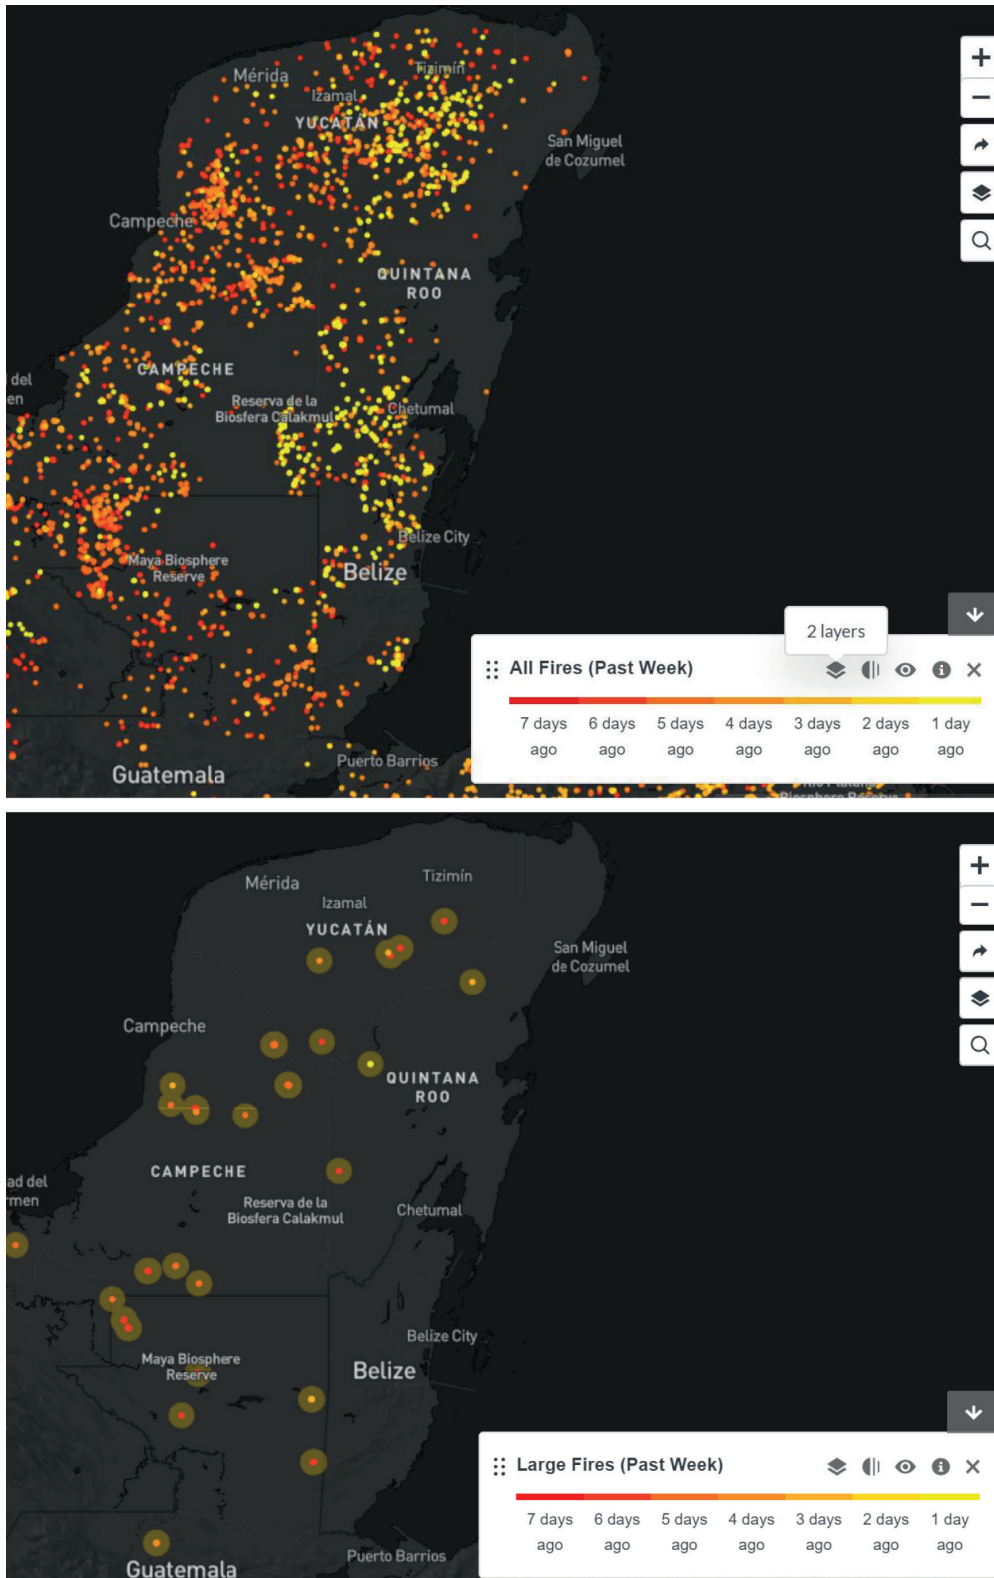 Mérida
Tizimín
Izamal
YUCATÁN
San Miguel
de Cozumel
Campeche
QUINTANA
ROO
CAMPECHE
del
en
Reserva de la
Biosfera Calakmul
Chetumal
Belize City
Maya Biosphere
Reserve
Belize
2 layers
All Fires (Past Week)
7 days ago
6 days ago
5 days ago
4 days ago
3 days ago
2 days ago
1 day ago
Puerto Barrios
Guatemala
Biosphere Reserve
Mérida
Tizimín
Izamal
YUCATÁN
San Miguel
de Cozumel
Campeche
QUINTANA
ROO
CAMPECHE
ad del
rmen
Reserva de la
Biosfera Calakmul
Chetumal
Belize City
Maya Biosphere
Reserve
Belize
Large Fires (Past Week)
7 days ago
6 days ago
5 days ago
4 days ago
3 days ago
2 days ago
1 day ago
Puerto Barrios
Guatemala